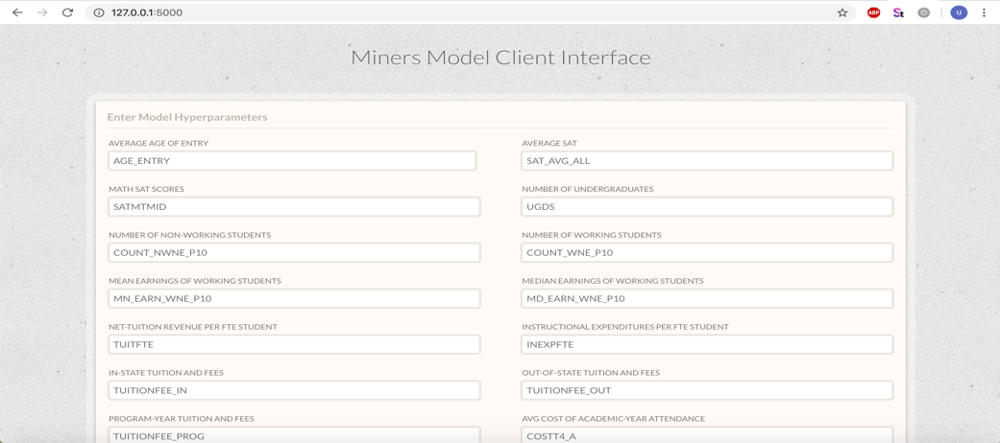 127.0.0.1:5000
ABP
St
u
Miners Model Client Interface
Enter Model Hyperparameters
AVERAGE AGE OF ENTRY
AVERAGE SAT
AGE_ENTRY
SAT_AVG_ALL
MATH SAT SCORES
NUMBER OF UNDERGRADUATES
SATMTMID
UGDS
NUMBER OF NON-WORKING STUDENTS
NUMBER OF WORKING STUDENTS
COUNT_NWNE_P10
COUNT_WNE_P10
MEAN EARNINGS OF WORKING STUDENTS
MEDIAN EARNINGS OF WORKING STUDENTS
MN_EARN_WNE_P10
MD_EARN_WNE_P10
NET-TUITION REVENUE PER FTE STUDENT
INSTRUCTIONAL EXPENDITURES PER FTE STUDENT
TUITFTE
INEXPFTE
IN-STATE TUITION AND FEES
OUT-OF-STATE TUITION AND FEES
TUITIONFEE_IN
TUITIONFEE_OUT
PROGRAM-YEAR TUITION AND FEES
AVG COST OF ACADEMIC-YEAR ATTENDANCE
TUITIONFEE_PROG
COSTT4_A